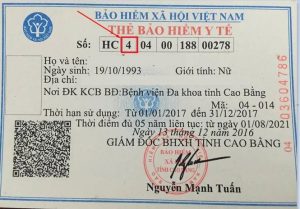 BẢO HIỂM XÃ HỘI VIỆT NAM
THẺ BẢO HIỂM Y TẾ
Số: HC 4 04 00 188 00278
Họ và tên:
Ngày sinh: 19/10/1993 Giới tính: Nữ
Địa chỉ:
Nơi ĐK KCB BĐ: Bệnh viện Đa khoa tỉnh Cao Bằng
Mã: 04 - 014
Thời hạn sử dụng: Từ 01/01/2017 đến 31/12/2017
Thời điểm đủ 05 năm liên tục: từ ngày 01/08/2021
Ngày 13 tháng 12 năm 2016
GIÁM ĐỐC BHXH TỈNH CAO BẰNG
BẢO HIỂM
XÃ HỘI
Nguyễn Mạnh Tuấn